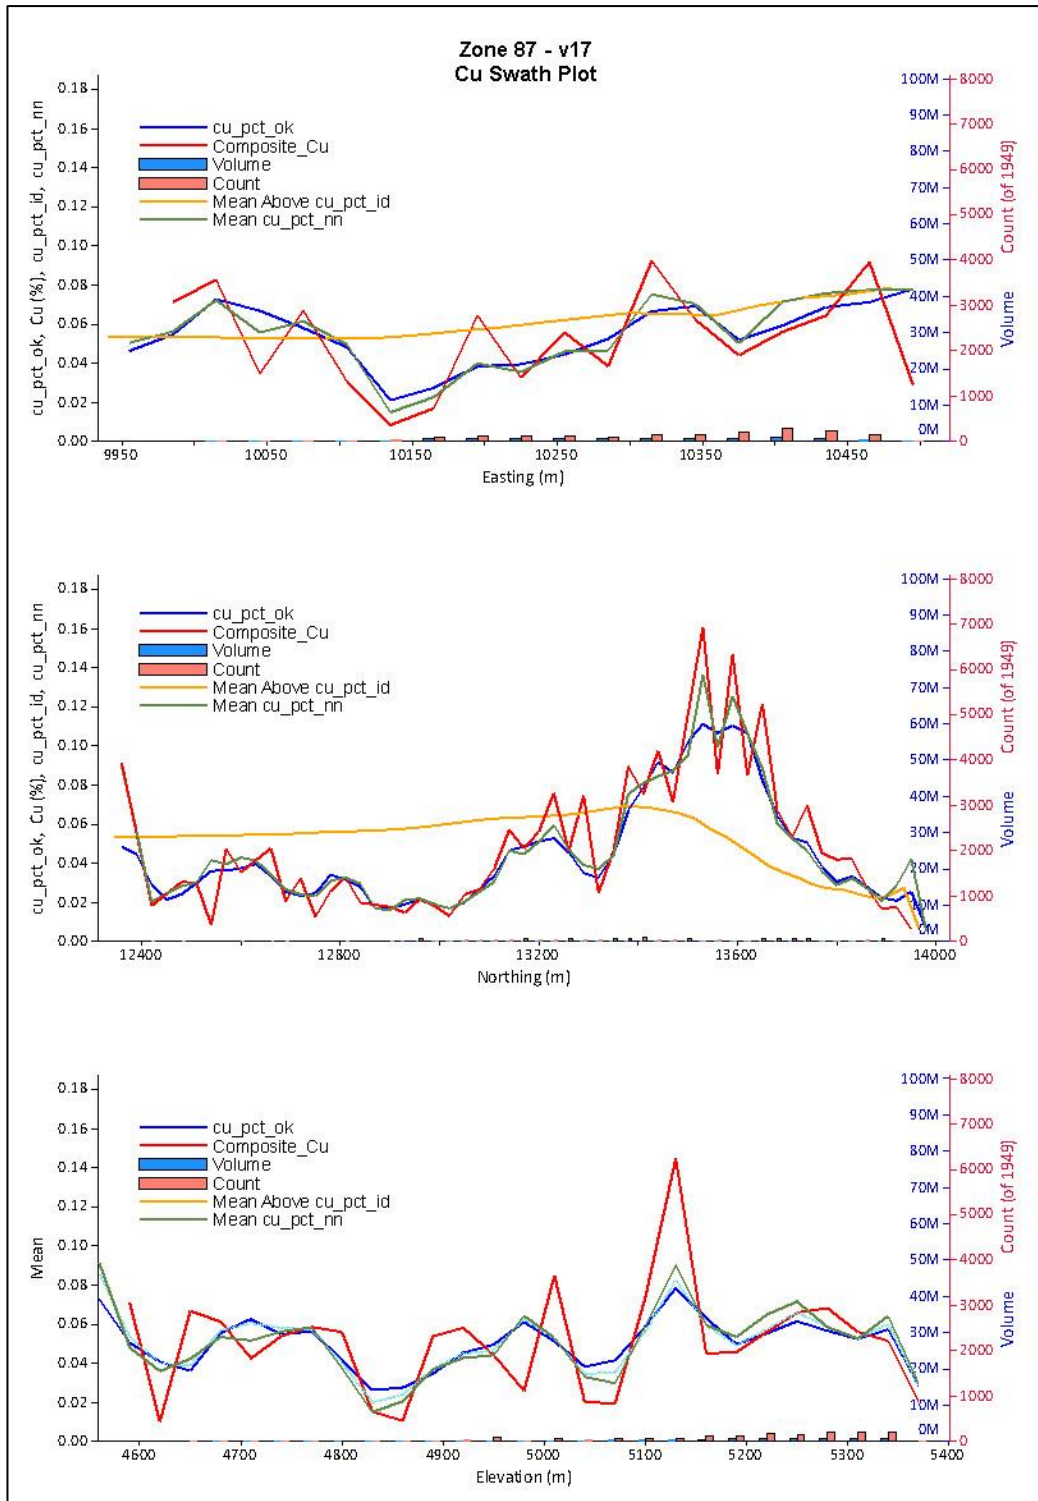 Zone 87 - v17
Cu Swath Plot
cu_pct_ok, Cu (%), cu_pct_id, cu_pct_nn
0.18
0.16
0.14
0.12
0.10
0.08
0.06
0.04
0.02
0.00
cu_pct_ok
Composite_Cu
Volume
Count
Mean Above cu_pct_id
Mean cu_pct_nn
100M
90M
80M
70M
60M
50M
40M
30M
20M
10M
0M
Volume
8000
7000
6000
5000
4000
3000
2000
1000
0
Count (of 1949)
9950 10050 10150 10250 10350 10450
Easting (m)
cu_pct_ok, Cu (%), cu_pct_id, cu_pct_nn
0.18
0.16
0.14
0.12
0.10
0.08
0.06
0.04
0.02
0.00
cu_pct_ok
Composite_Cu
Volume
Count
Mean Above cu_pct_id
Mean cu_pct_nn
100M
90M
80M
70M
60M
50M
40M
30M
20M
10M
0M
Volume
8000
7000
6000
5000
4000
3000
2000
1000
0
Count (of 1949)
12400 12800 13200 13600 14000
Northing (m)
Mean
0.18
0.16
0.14
0.12
0.10
0.08
0.06
0.04
0.02
0.00
cu_pct_ok
Composite_Cu
Volume
Count
Mean Above cu_pct_id
Mean cu_pct_nn
100M
90M
80M
70M
60M
50M
40M
30M
20M
10M
0M
Volume
8000
7000
6000
5000
4000
3000
2000
1000
0
Count (of 1949)
4600 4700 4800 4900 5000 5100 5200 5300 5400
Elevation (m)